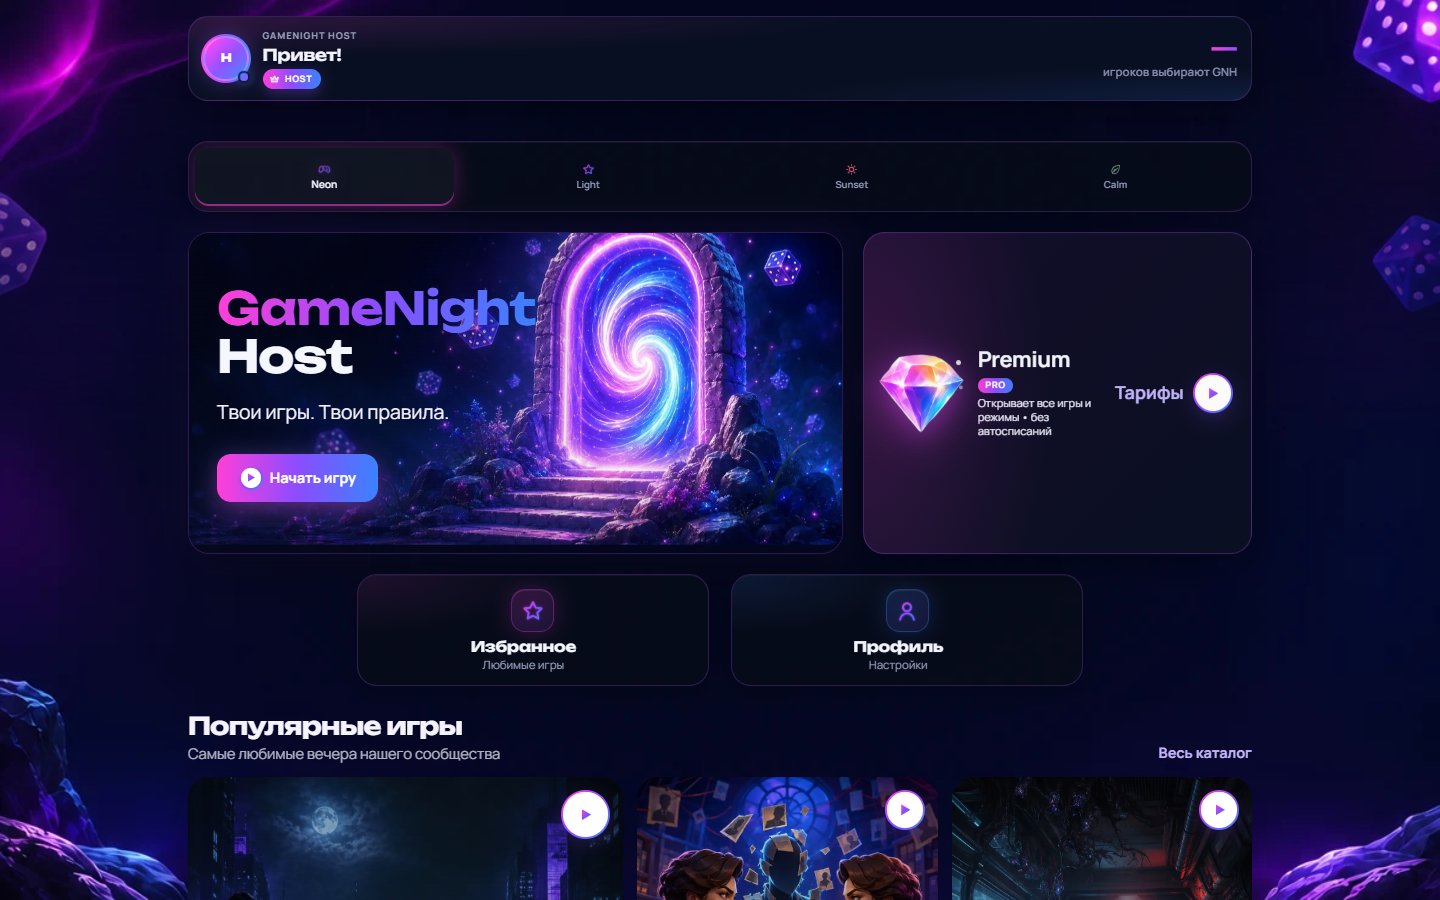 H
GAMENIGHT HOST
Привет!
HOST
игроков выбирают GNH
Neon
Light
Sunset
Calm
GameNight
Host
Твои игры. Твои правила.
Начать игру
Premium
PRO
Открывает все игры и
режимы • без
автосписаний
Тарифы
Избранное
Любимые игры
Профиль
Настройки
Популярные игры
Самые любимые вечера нашего сообщества
Весь каталог